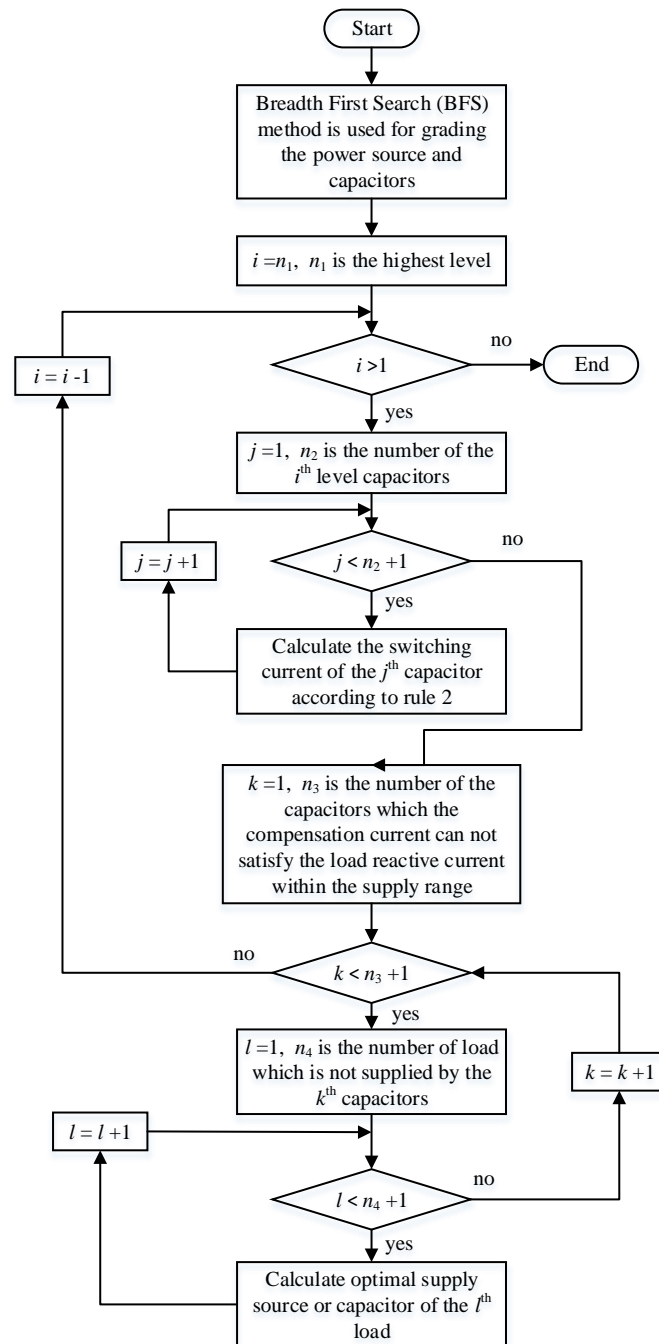 Start
Breadth First Search (BFS)
method is used for grading
the power source and
capacitors
i =n₁, n₁ is the highest level
i >1
no
End
i = i -1
yes
j =1, n₂ is the number of the
iᵗʰ level capacitors
j = j +1
j < n₂ +1
no
yes
Calculate the switching
current of the jᵗʰ capacitor
according to rule 2
k =1, n₃ is the number of the
capacitors which the
compensation current can not
satisfy the load reactive current
within the supply range
no
k < n₃ +1
yes
l =1, n₄ is the number of load
which is not supplied by the
kᵗʰ capacitors
k = k +1
l = l +1
l < n₄ +1
no
yes
Calculate optimal supply
source or capacitor of the lᵗʰ
load